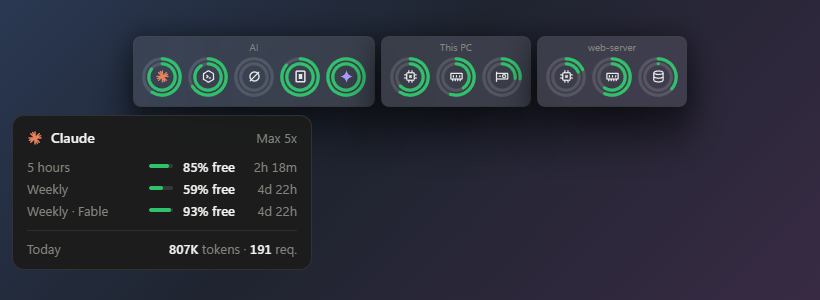 AI
This PC
web-server
Claude Max 5x
5 hours 85% free 2h 18m
Weekly 59% free 4d 22h
Weekly · Fable 93% free 4d 22h
Today 807K tokens · 191 req.